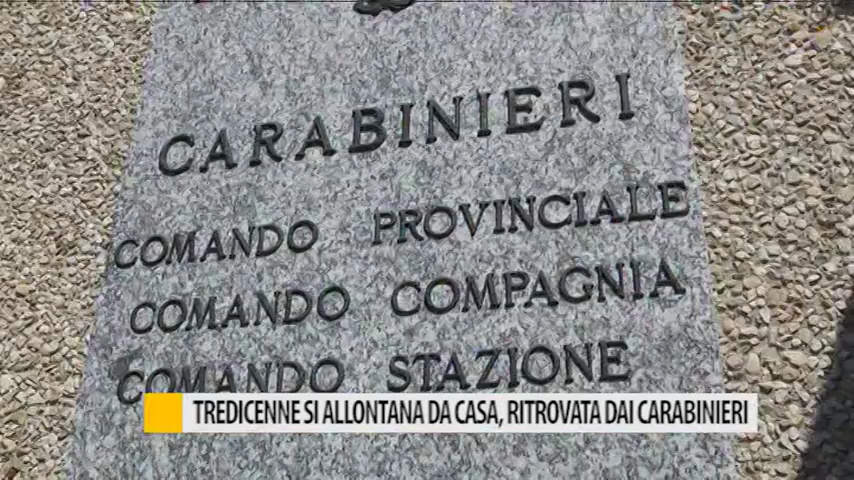 CARABINIERI
COMANDO PROVINCIALE
COMANDO COMPAGNIA
COMANDO STAZIONE
TREDICENNE SI ALLONTANA DA CASA, RITROVATA DAI CARABINIERI